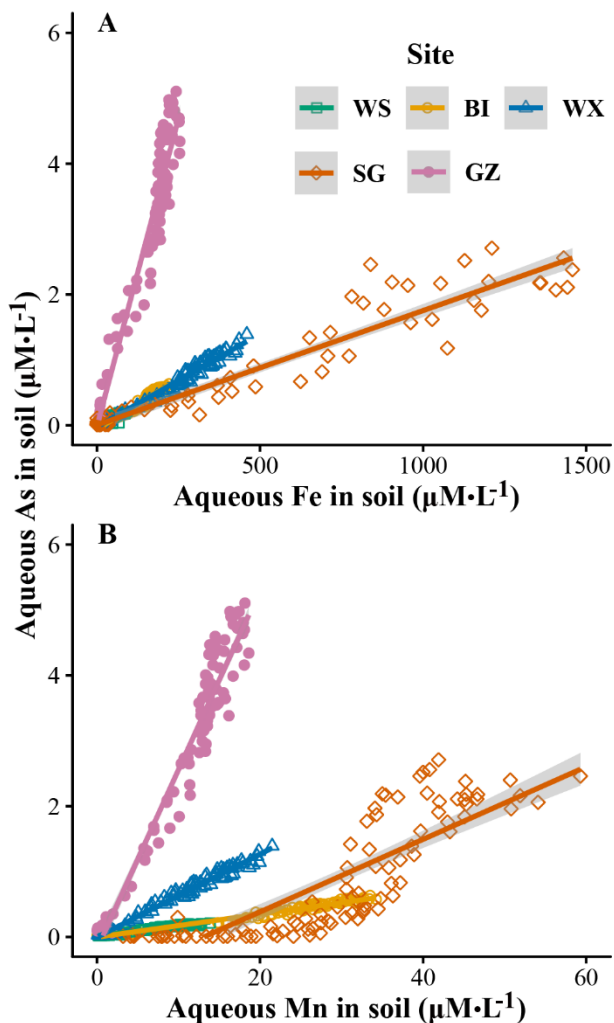 A
Site
WS BI WX
SG GZ
6
4
2
0
0 500 1000 1500
Aqueous Fe in soil (μM·L⁻¹)
Aqueous As in soil (μM·L⁻¹)
B
6
4
2
0
0 20 40 60
Aqueous Mn in soil (μM·L⁻¹)